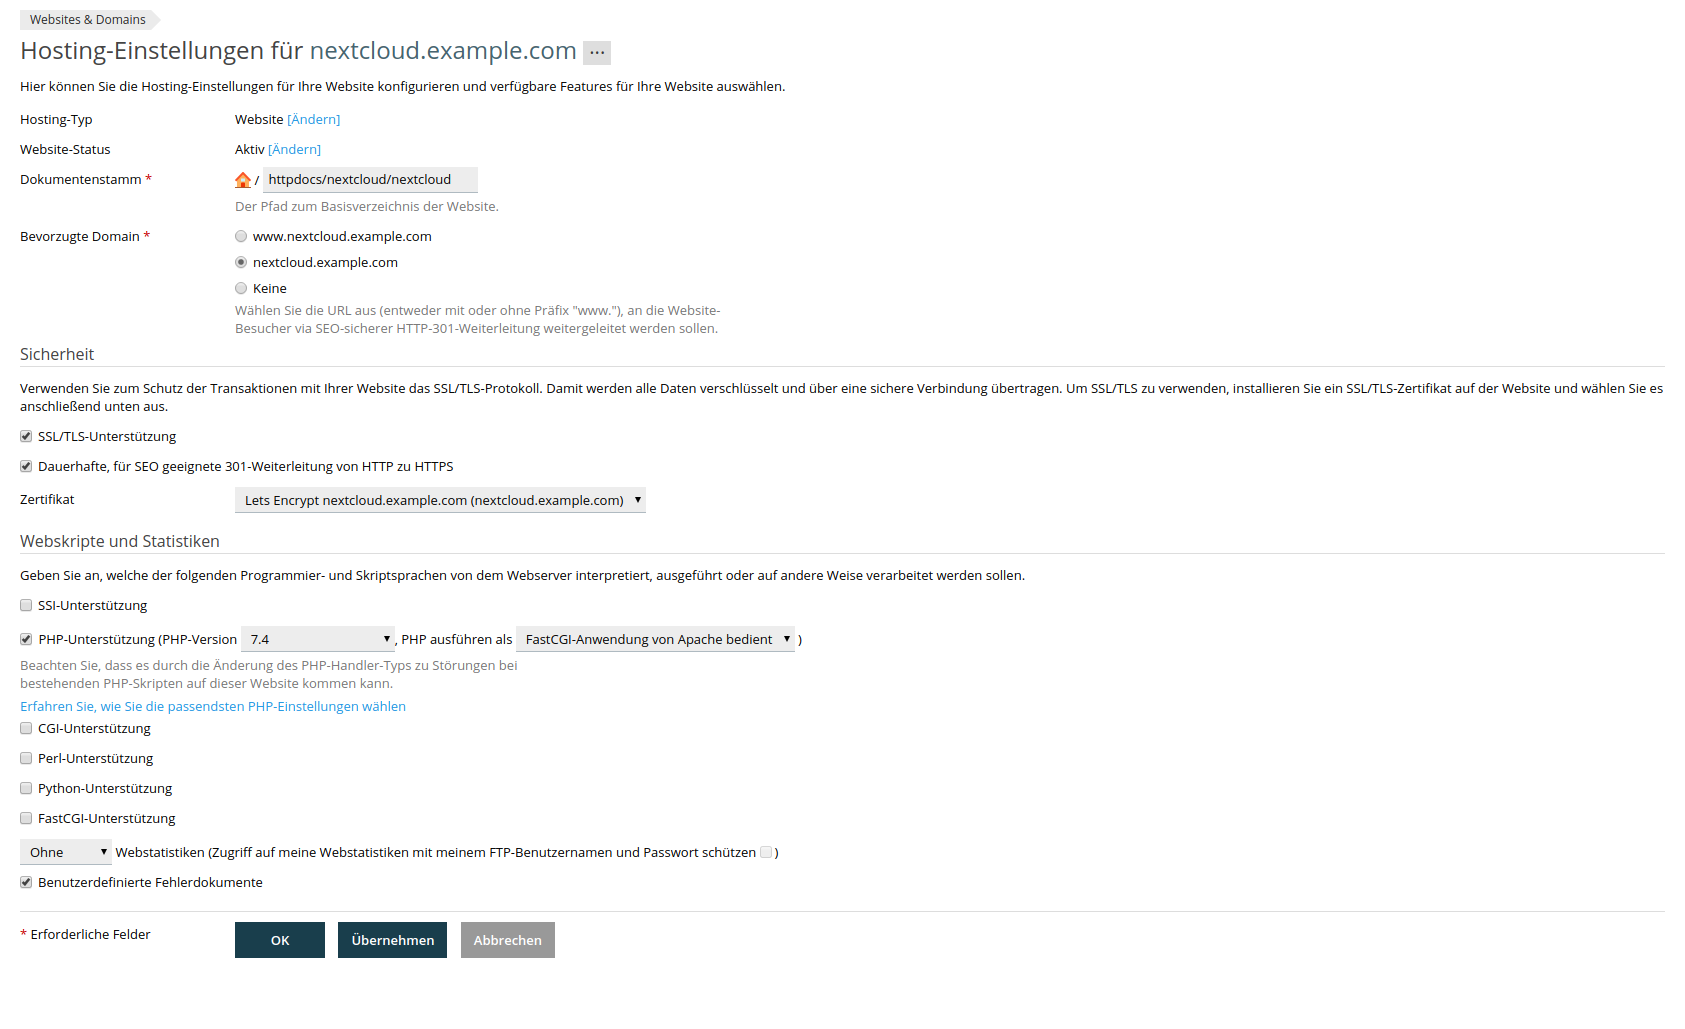 Websites & Domains
Hosting-Einstellungen für nextcloud.example.com ...
Hier können Sie die Hosting-Einstellungen für Ihre Website konfigurieren und verfügbare Features für Ihre Website auswählen.
Hosting-Typ Website [Ändern]
Website-Status Aktiv [Ändern]
Dokumentenstamm * / httpdocs/nextcloud/nextcloud
Der Pfad zum Basisverzeichnis der Website.
Bevorzugte Domain * www.nextcloud.example.com
nextcloud.example.com
Keine
Wählen Sie die URL aus (entweder mit oder ohne Präfix "www."), an die Website-
Besucher via SEO-sicherer HTTP-301-Weiterleitung weitergeleitet werden sollen.
Sicherheit
Verwenden Sie zum Schutz der Transaktionen mit Ihrer Website das SSL/TLS-Protokoll. Damit werden alle Daten verschlüsselt und über eine sichere Verbindung übertragen. Um SSL/TLS zu verwenden, installieren Sie ein SSL/TLS-Zertifikat auf der Website und wählen Sie es
anschließend unten aus.
SSL/TLS-Unterstützung
Dauerhafte, für SEO geeignete 301-Weiterleitung von HTTP zu HTTPS
Zertifikat Lets Encrypt nextcloud.example.com (nextcloud.example.com)
Webskripte und Statistiken
Geben Sie an, welche der folgenden Programmier- und Skriptsprachen von dem Webserver interpretiert, ausgeführt oder auf andere Weise verarbeitet werden sollen.
SSI-Unterstützung
PHP-Unterstützung (PHP-Version 7.4 , PHP ausführen als FastCGI-Anwendung von Apache bedient )
Beachten Sie, dass es durch die Änderung des PHP-Handler-Typs zu Störungen bei
bestehenden PHP-Skripten auf dieser Website kommen kann.
Erfahren Sie, wie Sie die passendsten PHP-Einstellungen wählen
CGI-Unterstützung
Perl-Unterstützung
Python-Unterstützung
FastCGI-Unterstützung
Ohne Webstatistiken (Zugriff auf meine Webstatistiken mit meinem FTP-Benutzernamen und Passwort schützen )
Benutzerdefinierte Fehlerdokumente
* Erforderliche Felder OK Übernehmen Abbrechen